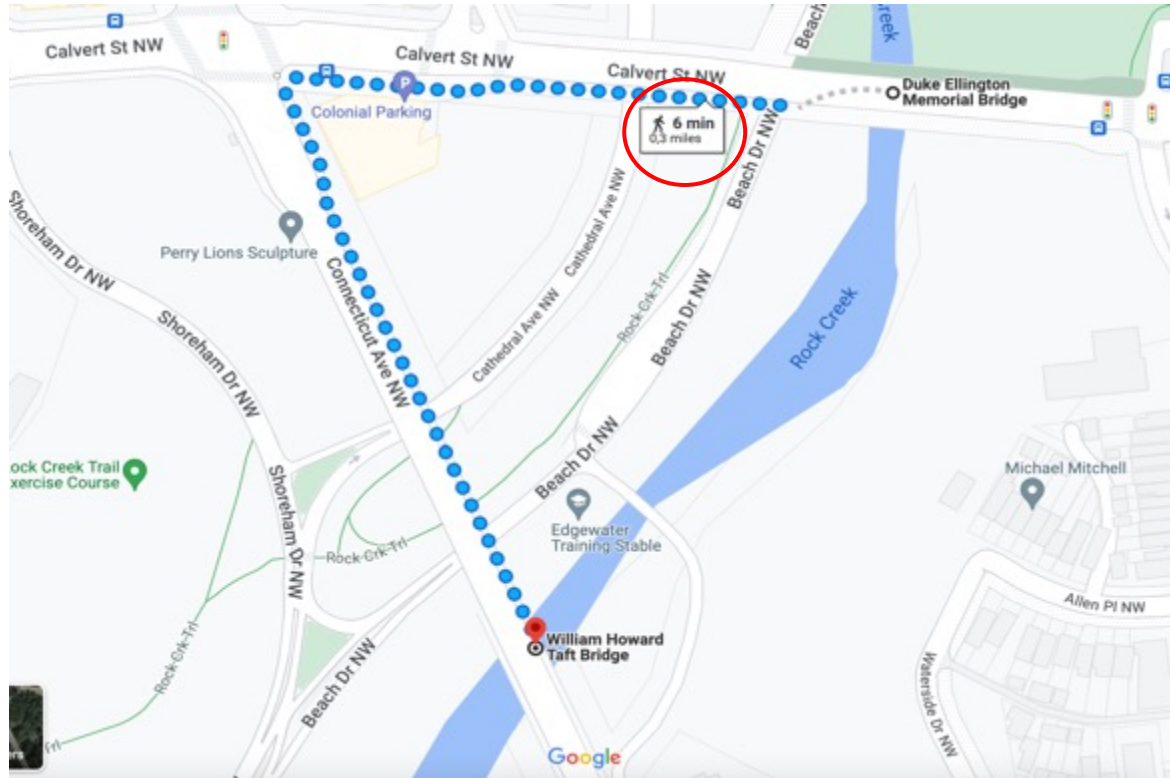 Calvert St NW
Calvert St NW
Calvert St NW
Beach
Creek
Duke Ellington
Memorial Bridge
P
Colonial Parking
6 min
0,3 miles
Beach Dr NW
Cathedral Ave NW
Shoreham Dr NW
Perry Lions Sculpture
Connecticut Ave NW
Rock Crk Trl
Beach Dr NW
Rock Creek
Cathedral Ave NW
Shoreham Dr NW
Beach Dr NW
ock Creek Trail
xercise Course
Shoreham Dr NW
Michael Mitchell
Edgewater
Training Stable
Rock Crk Trl
Allen Pl NW
William Howard
Taft Bridge
Rock Crk Trl
Beach Dr NW
Waterside Dr NW
Trl
Google